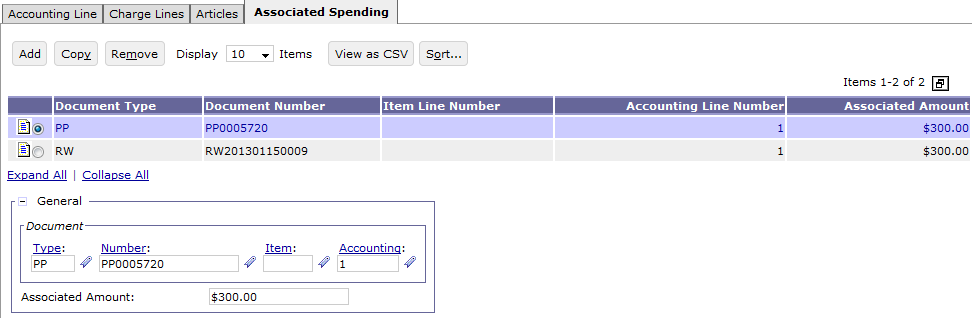 Accounting Line Charge Lines Articles Associated Spending
Add Copy Remove Display 10 Items View as CSV Sort...
Items 1-2 of 2
Document Type Document Number Item Line Number Accounting Line Number Associated Amount
PP PP0005720 1 $300.00
RW RW201301150009 1 $300.00
Expand All | Collapse All
General
Document
Type: Number: Item: Accounting:
PP PP0005720 1
Associated Amount: $300.00